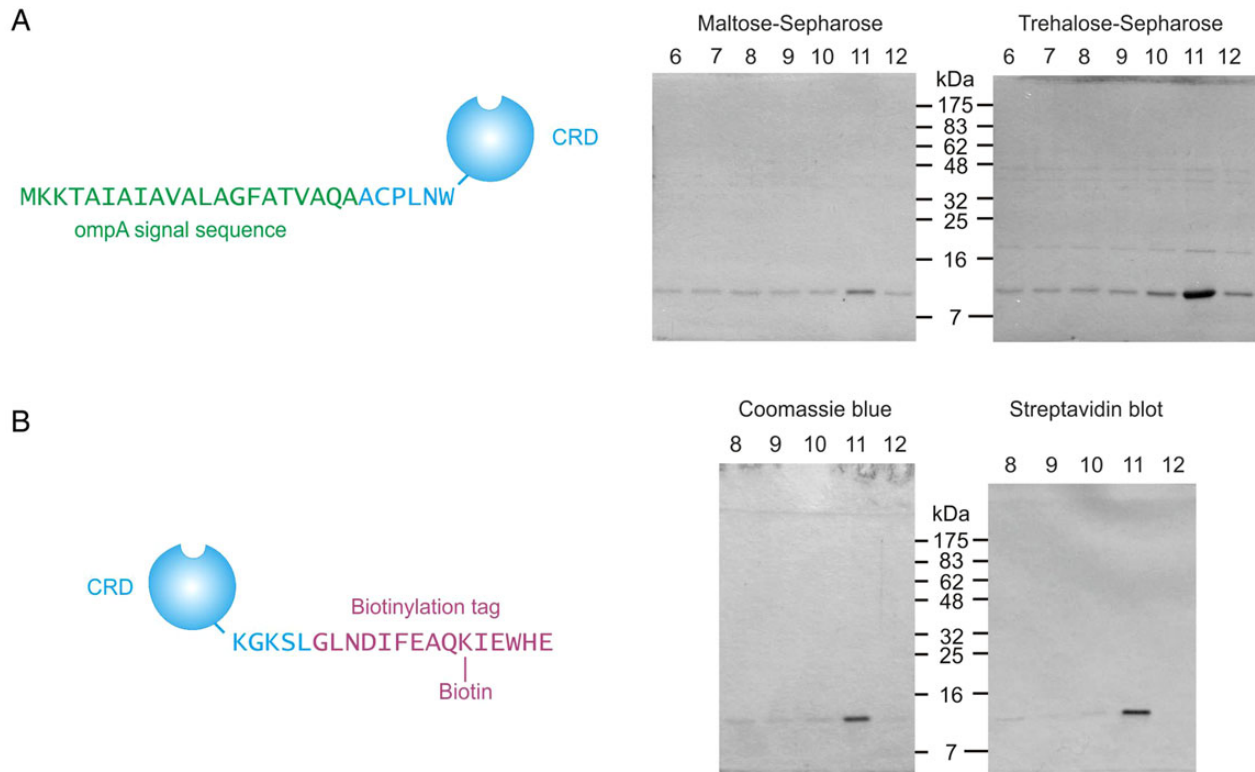 A
Maltose-Sepharose Trehalose-Sepharose
6 7 8 9 10 11 12 6 7 8 9 10 11 12
kDa
175
83
62
48
32
25
16
7
CRD
MKKTAIAIAVALAGFATVAQAACPLNW
ompA signal sequence
B
Coomassie blue Streptavidin blot
8 9 10 11 12 8 9 10 11 12
kDa
175
83
62
48
32
25
16
7
CRD
Biotinylation tag
KGKSLGLNDIFEAQKIEWHE
Biotin